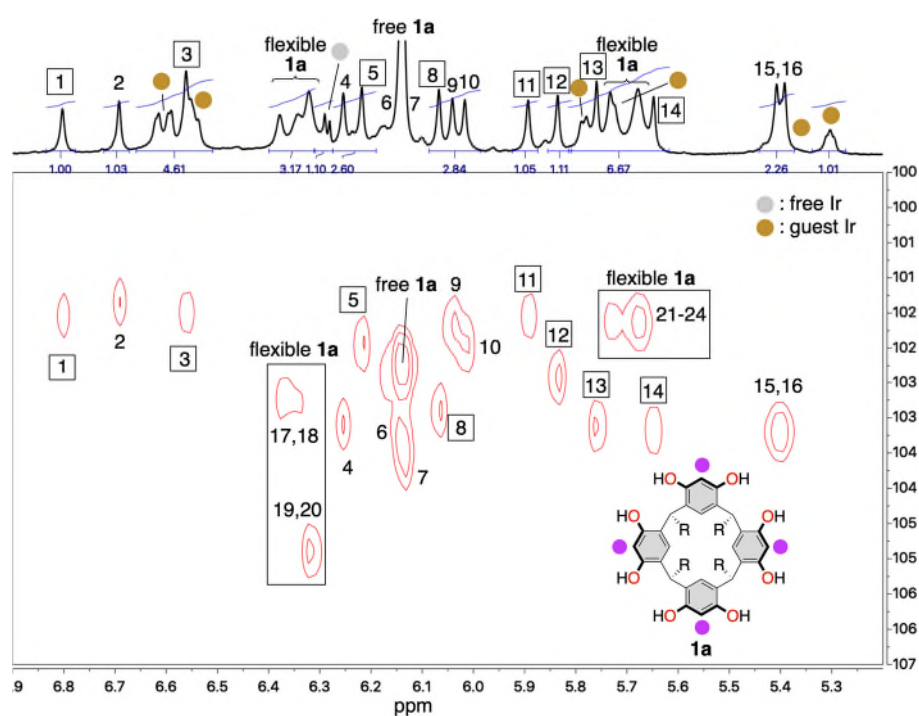 free 1a
flexible
1a
flexible
1a
1 2 3 4 5 6 7 8 9 10 11 12 13 14 15,16
1.00 1.03 4.61 3.17 1.10 2.60 2.84 1.05 1.11 6.67 2.26 1.01
: free Ir
: guest Ir
free 1a
flexible 1a
flexible 1a
1
2
3
5
9
10
11
12
21-24
17,18
4
6
7
8
13
14
15,16
19,20
HO OH
HO OH
R R
R R
HO OH
HO OH
1a
100
100
101
101
102
102
103
103
104
104
105
105
106
106
107
.9 6.8 6.7 6.6 6.5 6.4 6.3 6.2 6.1 6.0 5.9 5.8 5.7 5.6 5.5 5.4 5.3
ppm